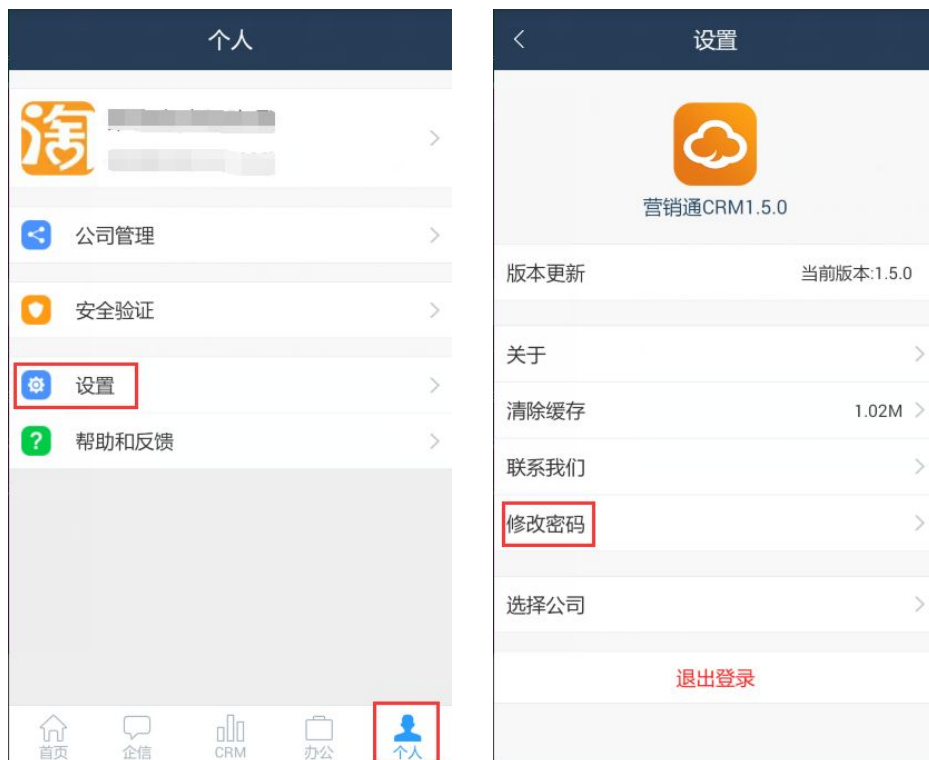 个人
淘
公司管理
安全验证
设置
帮助和反馈
首页
企信
CRM
办公
个人
设置
营销通CRM1.5.0
版本更新
当前版本:1.5.0
关于
清除缓存
1.02M
联系我们
修改密码
选择公司
退出登录